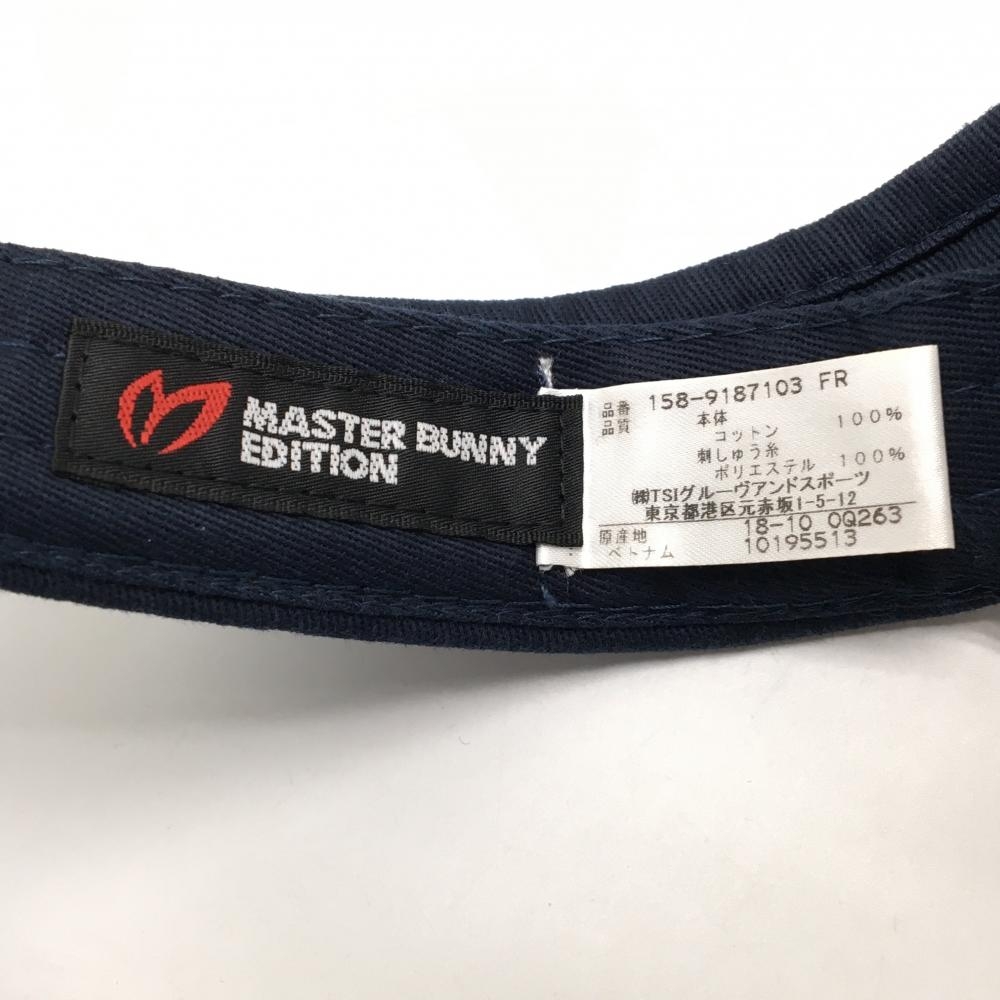 MASTER BUNNY
EDITION
品番 158-9187103 FR
品質 本体
コットン 100%
刺しゅう糸
ポリエステル 100%
㈱TSIグルーヴアンドスポーツ
東京都港区元赤坂1-5-12
原産地 18-10 0Q263
ベトナム 10195513